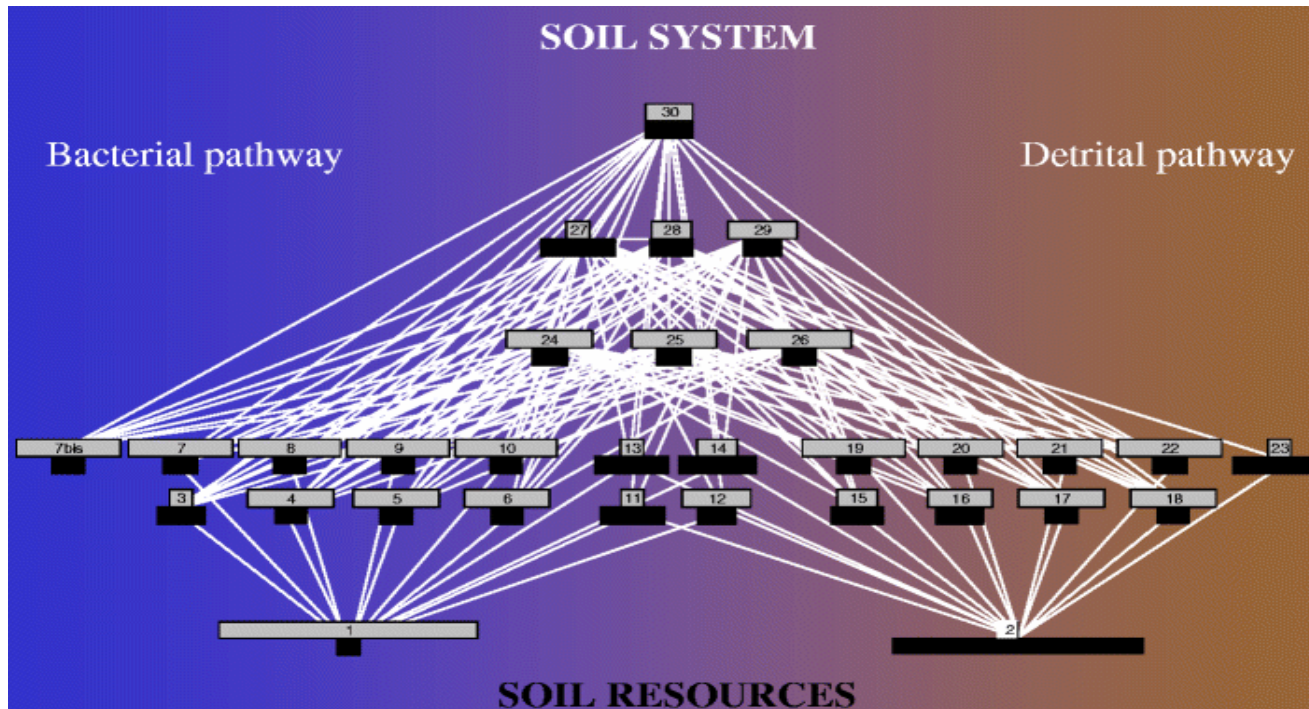 SOIL SYSTEM
30
Bacterial pathway
Detrital pathway
27 28 29
24 25 26
7bis 7 8 9 10 13 14 19 20 21 22 23
3 4 5 6 11 12 15 16 17 18
1 2
SOIL RESOURCES